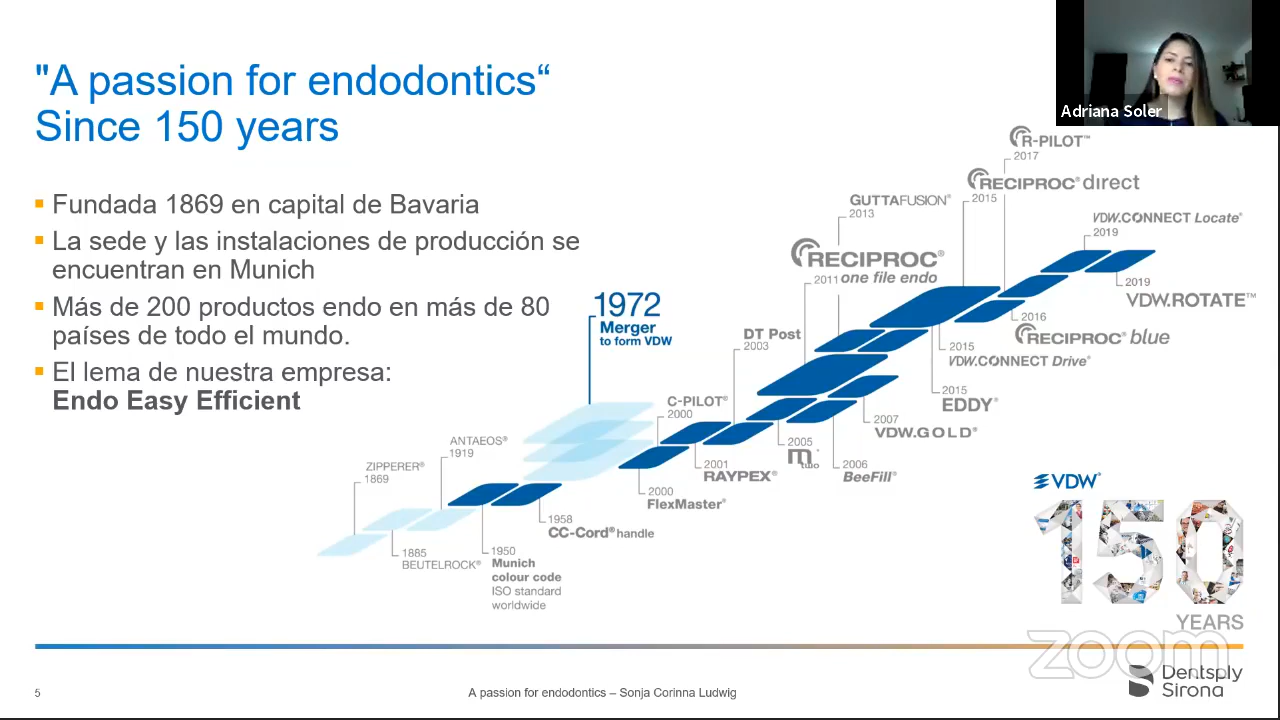 "A passion for endodontics“
Since 150 years
Adriana Soler
Fundada 1869 en capital de Bavaria
La sede y las instalaciones de producción se
encuentran en Munich
Más de 200 productos endo en más de 80
países de todo el mundo.
El lema de nuestra empresa:
Endo Easy Efficient
ZIPPERER®
1869
1885
BEUTELROCK®
ANTAEOS®
1919
1950
Munich
colour code
ISO standard
worldwide
1958
CC-Cord® handle
1972
Merger
to form VDW
2000
FlexMaster®
C-PILOT®
2000
2001
RAYPEX®
DT Post
2003
2005
m two®
2006
BeeFill®
2007
VDW.GOLD®
RECIPROC®
one file endo
2011
GUTTAFUSION®
2013
2015
EDDY®
2015
VDW.CONNECT Drive®
RECIPROC® direct
2015
2016
RECIPROC® blue
R-PILOT™
2017
VDW.CONNECT Locate®
2019
2019
VDW.ROTATE™
VDW®
150
YEARS
zoom
5
A passion for endodontics – Sonja Corinna Ludwig
Dentsply
Sirona